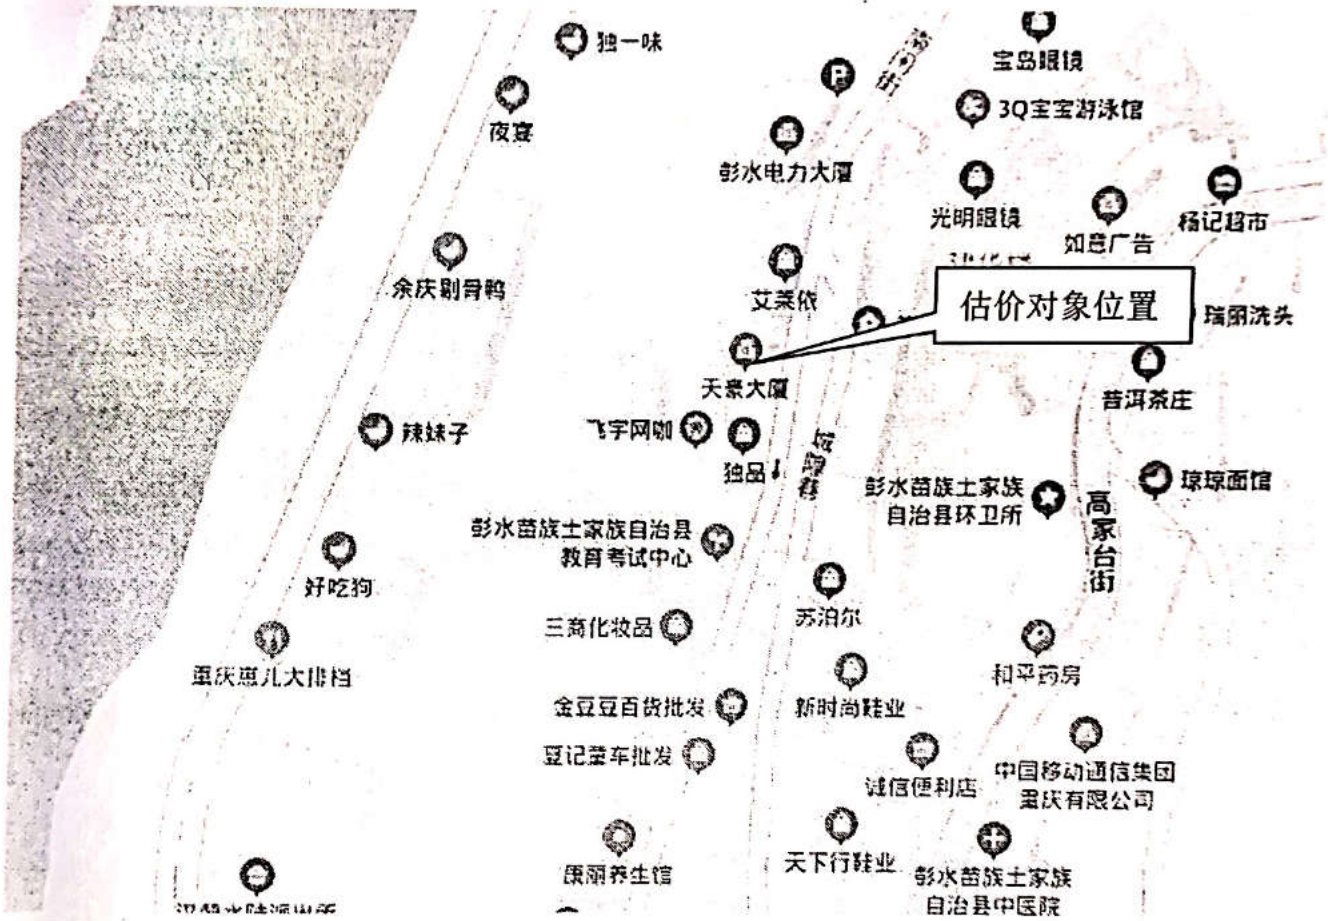 独一味
宝岛眼镜
P
夜宴
3Q宝宝游泳馆
彭水电力大厦
光明眼镜
杨记超市
如意广告
余庆剔骨鸭
艾莱依
估价对象位置
瑞丽洗头
天豪大厦
普洱茶庄
辣妹子
飞宇网咖
独品
琼琼面馆
彭水苗族土家族
自治县环卫所
高家台街
彭水苗族土家族自治县
教育考试中心
好吃狗
苏泊尔
三商化妆品
重庆崽儿大排档
和平药房
金豆豆百货批发
新时尚鞋业
豆记童车批发
诚信便利店
中国移动通信集团
重庆有限公司
康丽养生馆
天下行鞋业
彭水苗族土家族
自治县中医院